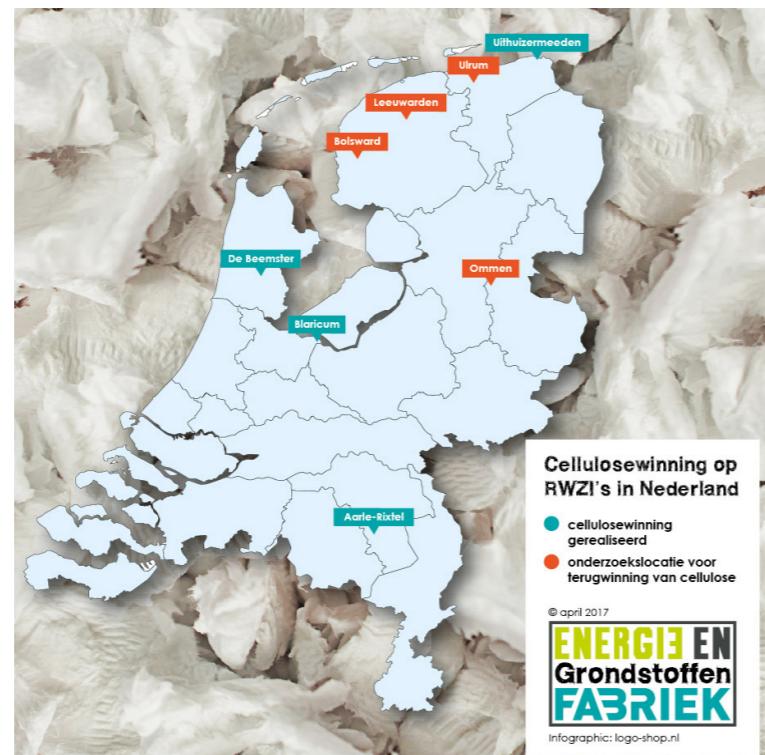 Uithuizermeeden
Ulrum
Leeuwarden
Bolsward
De Beemster
Ommen
Blaricum
Aarle-Rixtel
Cellulosewinning op
RWZI's in Nederland
cellulosewinning
gerealiseerd
onderzoekslocatie voor
terugwinning van cellulose
© april 2017
ENERGIE EN
Grondstoffen
FABRIEK
Infographic: logo-shop.nl